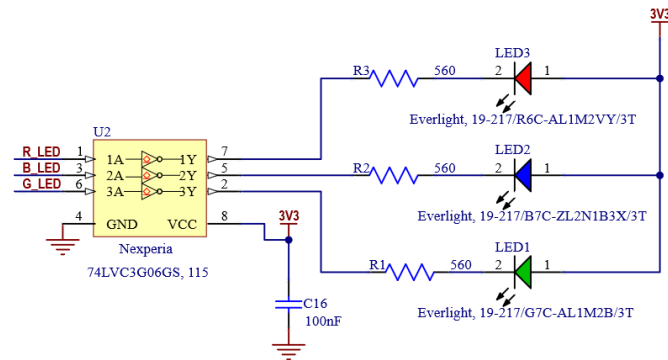 3V3
LED3
R3 560 2 1
Everlight, 19-217/R6C-AL1M2VY/3T
U2
R_LED 1 1A 1Y 7
B_LED 3 2A 2Y 5
G_LED 6 3A 3Y 2
4 GND VCC 8
Nexperia
74LVC3G06GS, 115
LED2
R2 560 2 1
Everlight, 19-217/B7C-ZL2N1B3X/3T
3V3
LED1
R1 560 2 1
Everlight, 19-217/G7C-AL1M2B/3T
C16
100nF